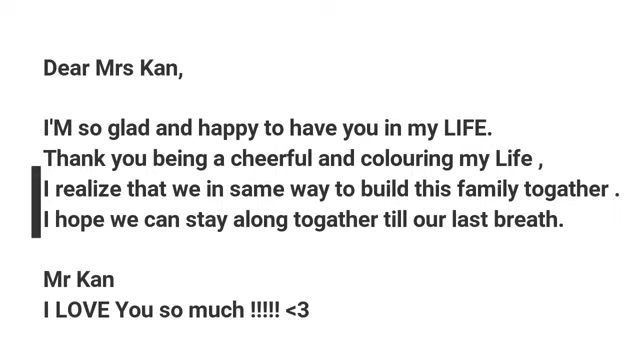 Dear Mrs Kan,
I'M so glad and happy to have you in my LIFE.
Thank you being a cheerful and colouring my Life ,
I realize that we in same way to build this family togather .
I hope we can stay along togather till our last breath.
Mr Kan
I LOVE You so much !!!!! <3